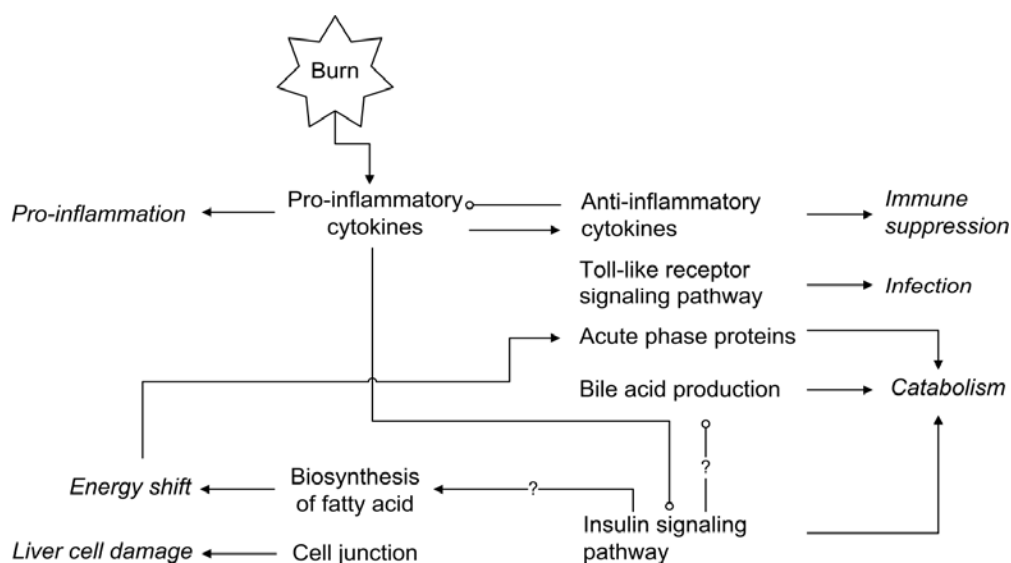 Burn
Pro-inflammation
Pro-inflammatory
cytokines
Anti-inflammatory
cytokines
Immune
suppression
Toll-like receptor
signaling pathway
Infection
Acute phase proteins
Bile acid production
Catabolism
?
Energy shift
Biosynthesis
of fatty acid
?
Insulin signaling
pathway
Liver cell damage
Cell junction